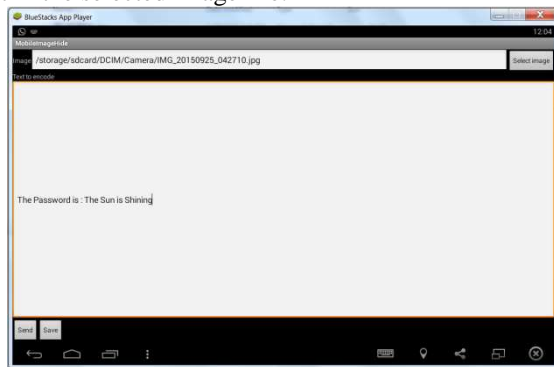 BlueStacks App Player
12:04
MobileImageHide
Image /storage/sdcard/DCIM/Camera/IMG_20150925_042710.jpg Select image
Text to encode
The Password is : The Sun is Shining
Send Save